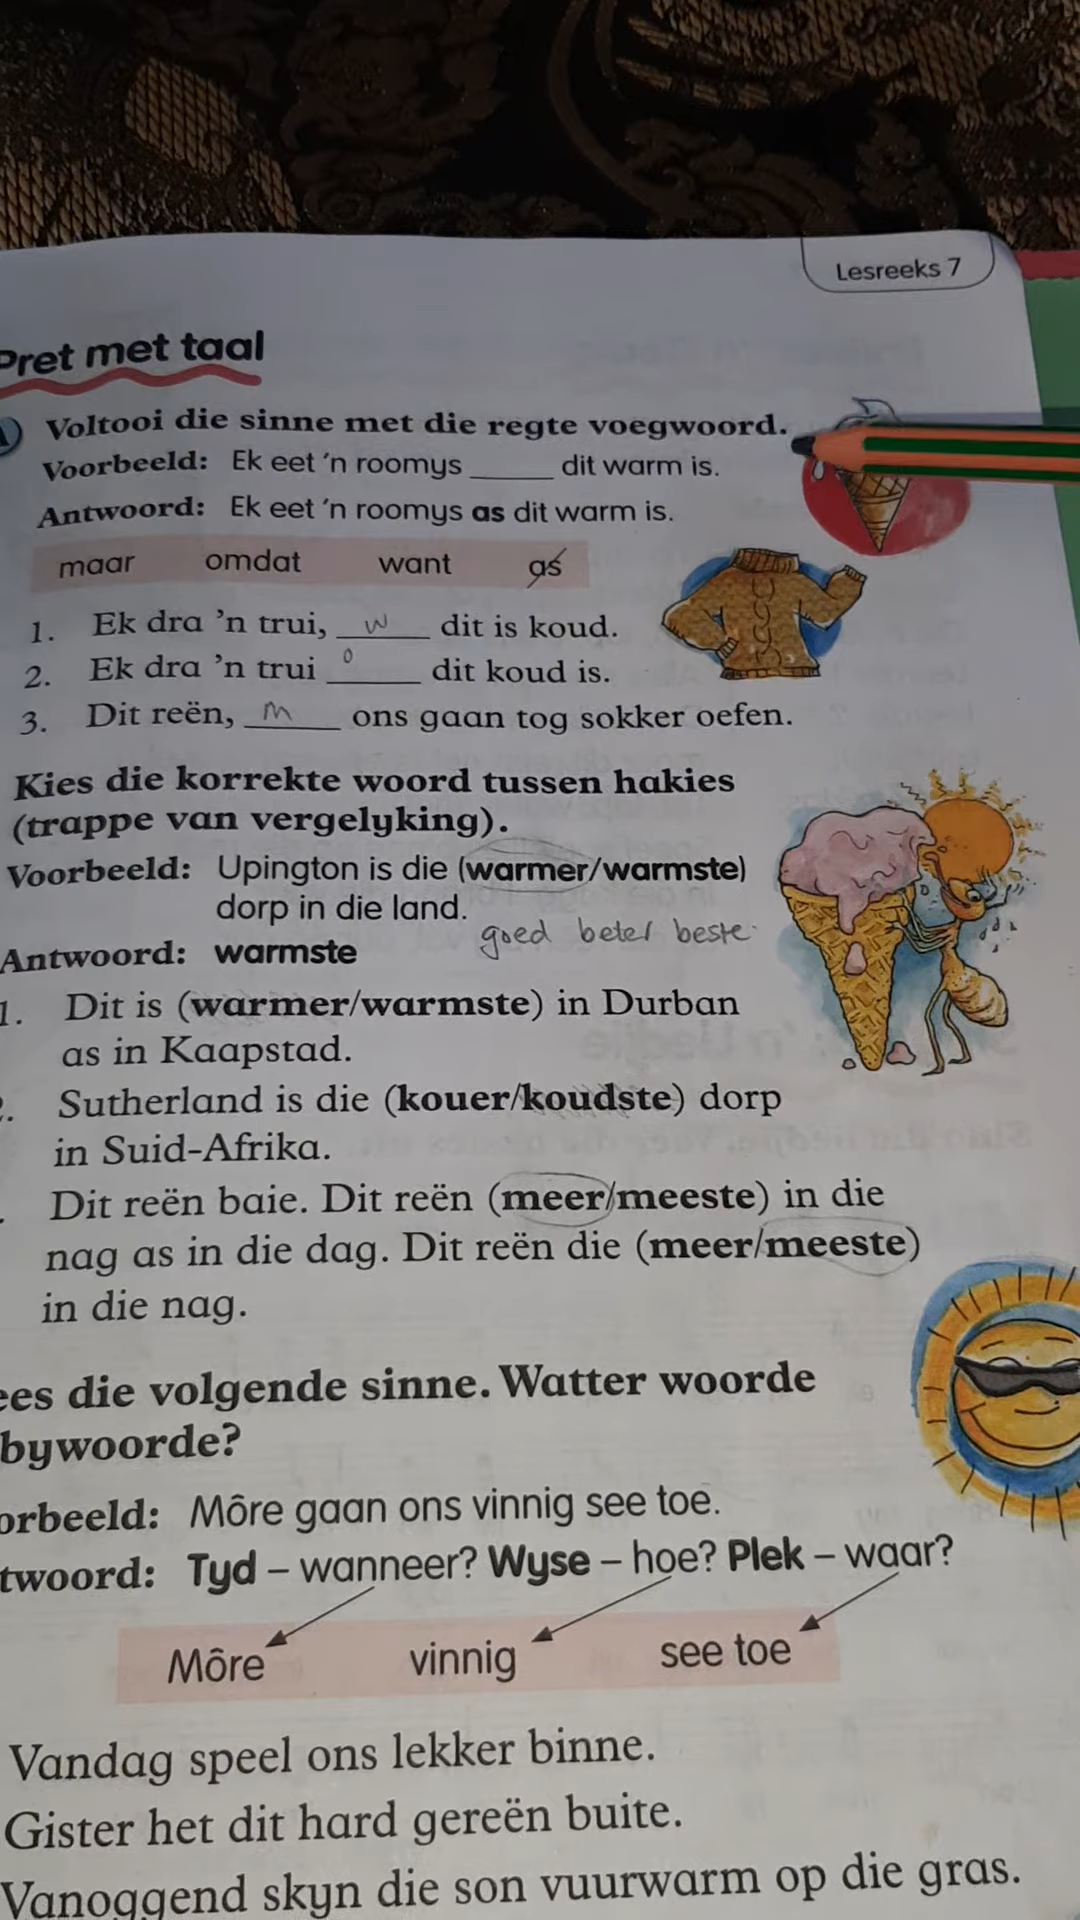 Lesreeks 7
Pret met taal
Voltooi die sinne met die regte voegwoord.
Voorbeeld: Ek eet 'n roomys ______ dit warm is.
Antwoord: Ek eet 'n roomys as dit warm is.
maar omdat want as
1. Ek dra 'n trui, __w__ dit is koud.
2. Ek dra 'n trui __o__ dit koud is.
3. Dit reën, __m__ ons gaan tog sokker oefen.
Kies die korrekte woord tussen hakies
(trappe van vergelyking).
Voorbeeld: Upington is die (warmer/warmste)
dorp in die land.
goed beter beste
Antwoord: warmste
1. Dit is (warmer/warmste) in Durban
as in Kaapstad.
. Sutherland is die (kouer/koudste) dorp
in Suid-Afrika.
. Dit reën baie. Dit reën (meer/meeste) in die
nag as in die dag. Dit reën die (meer/meeste)
in die nag.
ees die volgende sinne. Watter woorde
bywoorde?
orbeeld: Môre gaan ons vinnig see toe.
twoord: Tyd – wanneer? Wyse – hoe? Plek – waar?
Môre vinnig see toe
Vandag speel ons lekker binne.
Gister het dit hard gereën buite.
Vanoggend skyn die son vuurwarm op die gras.